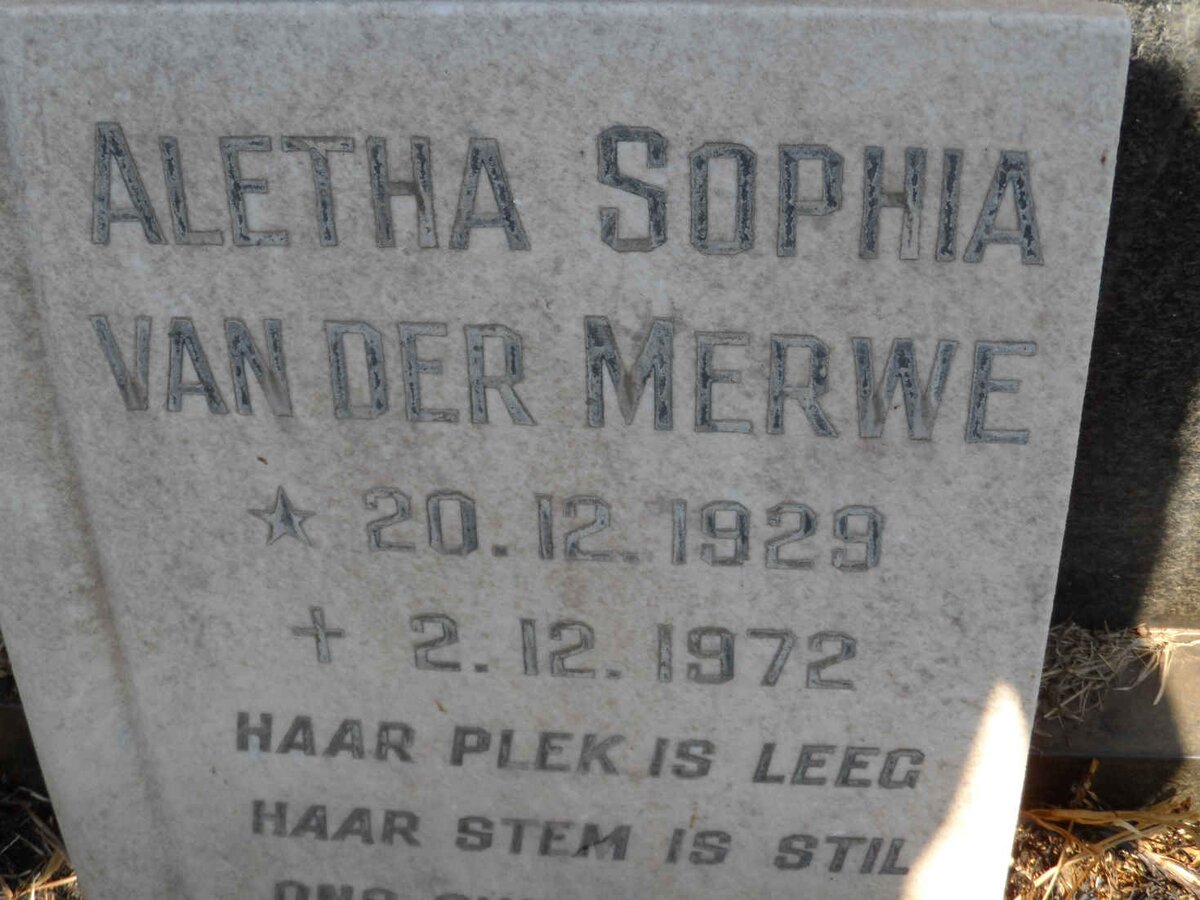 ALETHA SOPHIA
VAN DER MERWE
★ 20.12.1929
✝ 2.12.1972
HAAR PLEK IS LEEG
HAAR STEM IS STIL
ONS